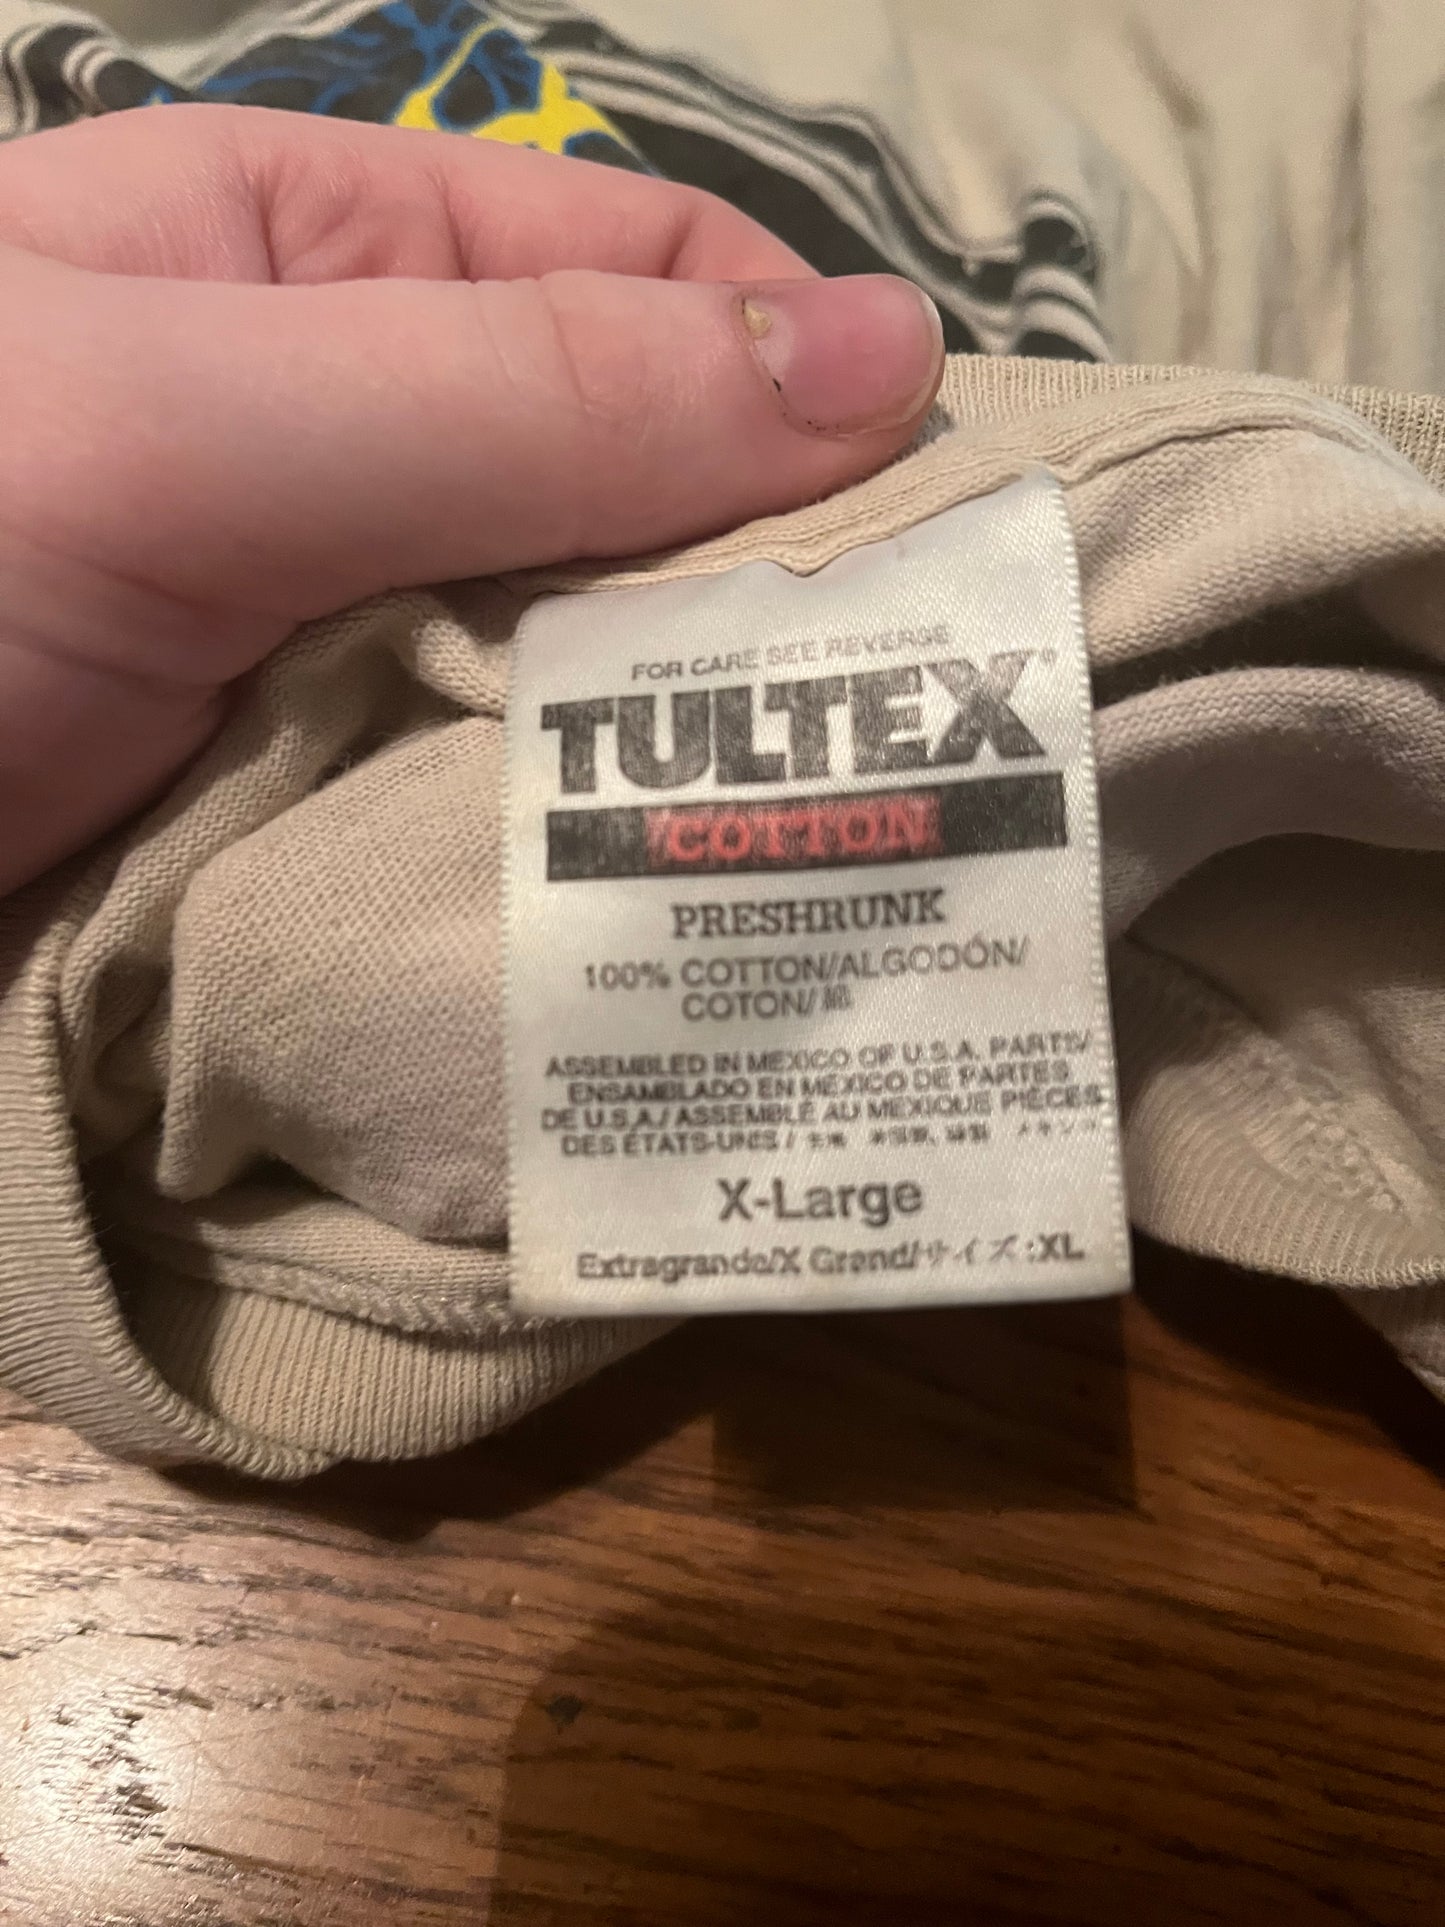 FOR CARE SEE REVERSE
TULTEX®
COTTON
PRESHRUNK
100% COTTON/ALGODÓN/
COTON/綿
ASSEMBLED IN MEXICO OF U.S.A. PARTS/
ENSAMBLADO EN MEXICO DE PARTES
DE U.S.A./ASSEMBLÉ AU MEXIQUE PIÈCES
DES ÉTATS-UNIS /
X-Large
Extragrande/X Grand/サイズ:XL